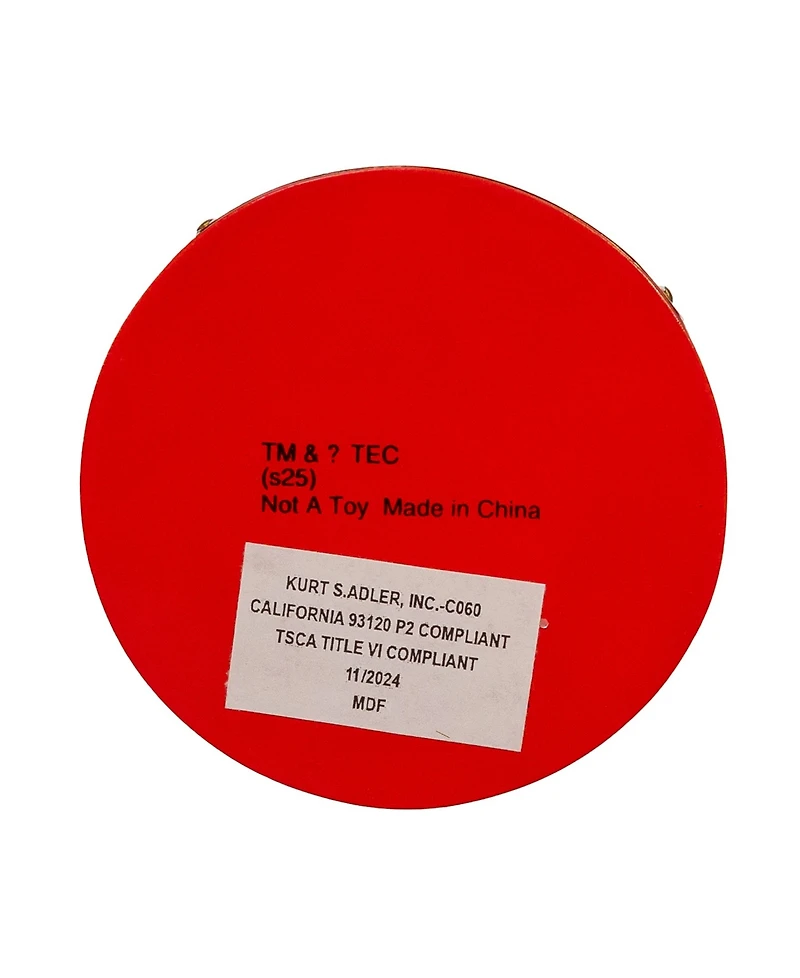 TM & ? TEC
(s25)
Not A Toy Made in China
KURT S.ADLER, INC.-C060
CALIFORNIA 93120 P2 COMPLIANT
TSCA TITLE VI COMPLIANT
11/2024
MDF